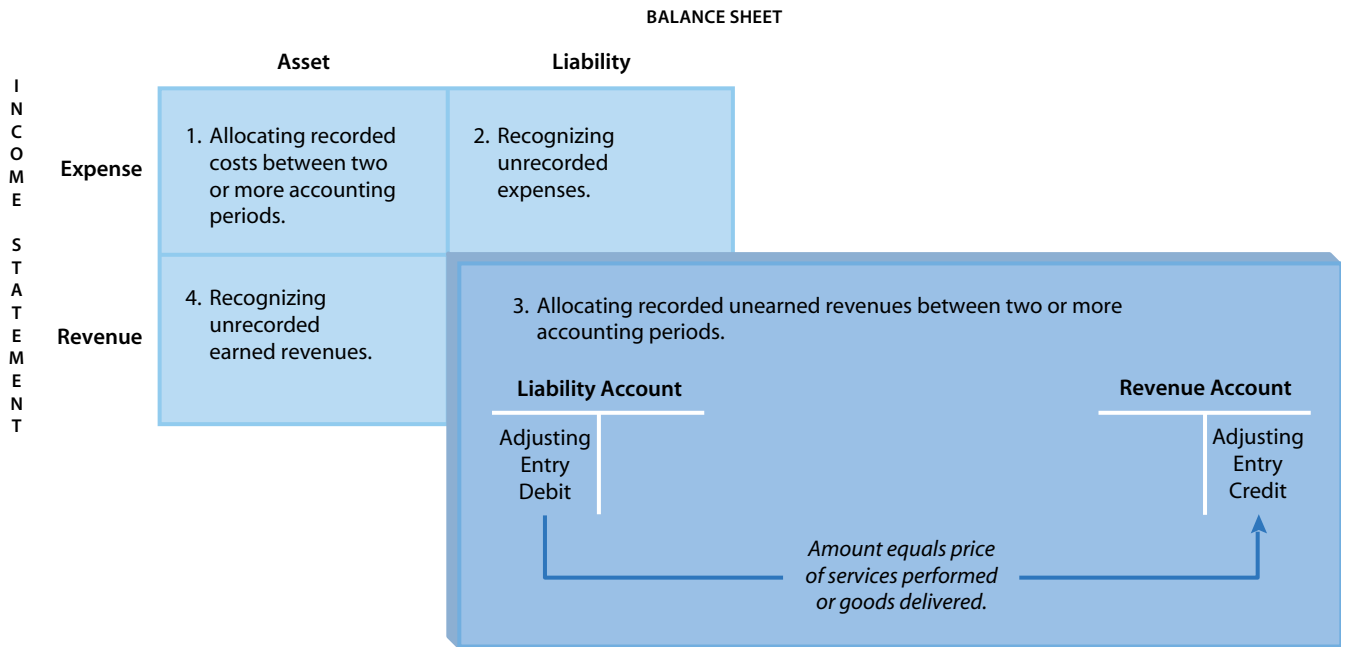 BALANCE SHEET
Asset
Liability
INCOME STATEMENT
Expense
1. Allocating recorded
costs between two
or more accounting
periods.
2. Recognizing
unrecorded
expenses.
Revenue
4. Recognizing
unrecorded
earned revenues.
3. Allocating recorded unearned revenues between two or more
accounting periods.
Liability Account
Revenue Account
Adjusting
Entry
Debit
Adjusting
Entry
Credit
Amount equals price
of services performed
or goods delivered.